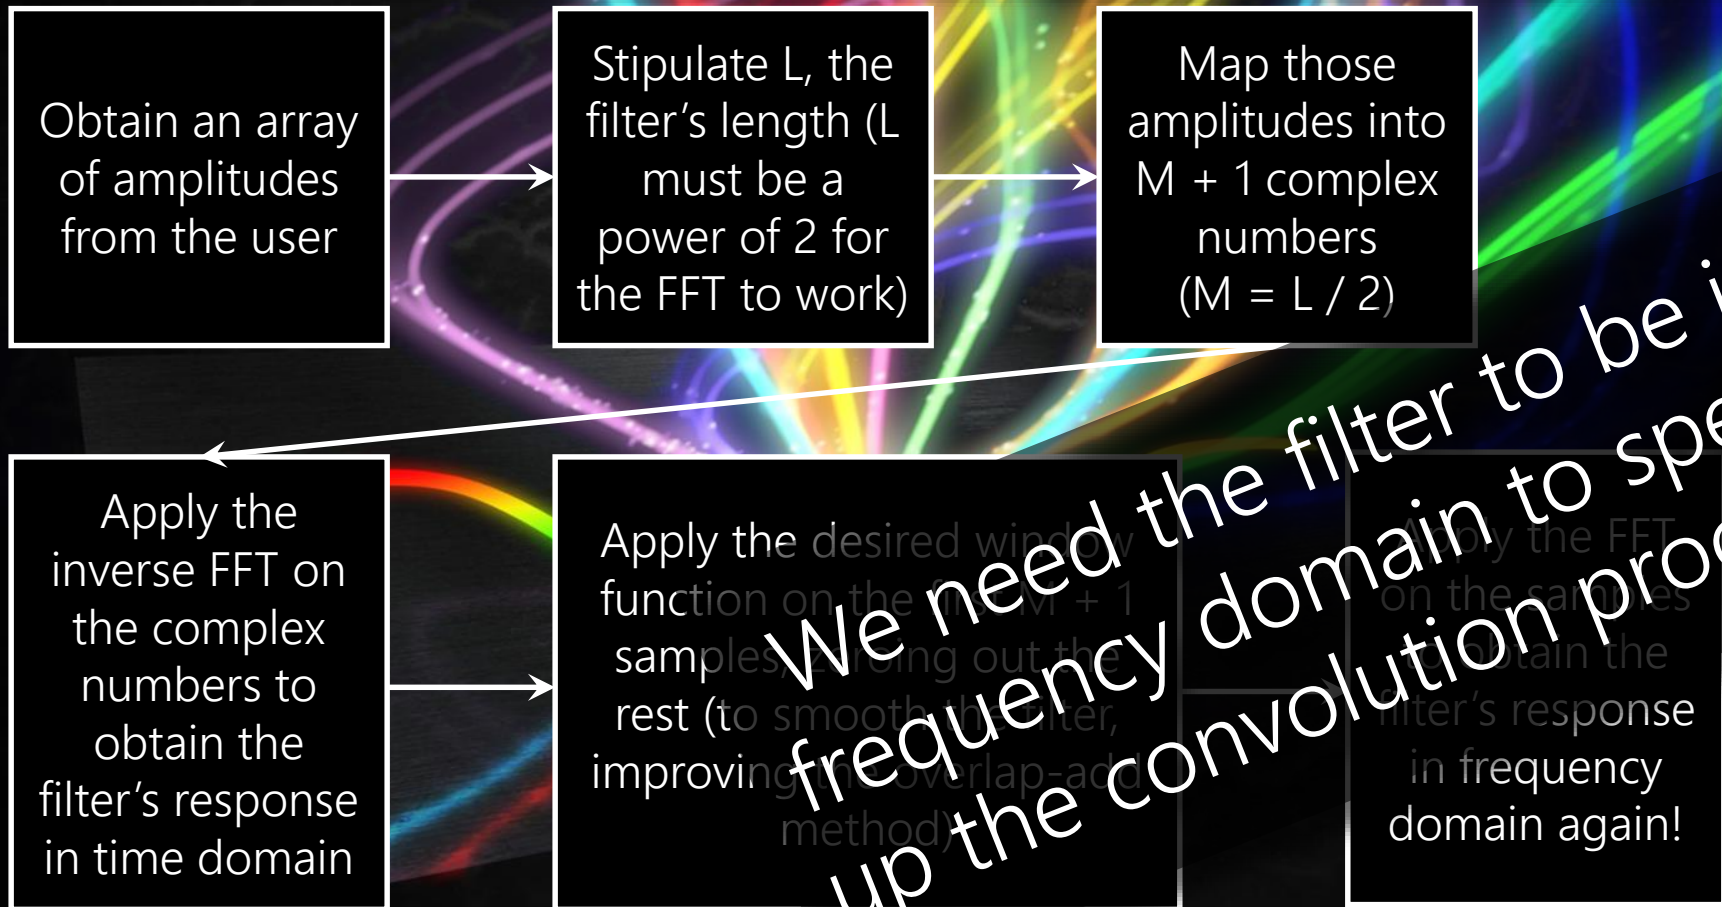 Obtain an array
of amplitudes
from the user
Stipulate L, the
filter’s length (L
must be a
power of 2 for
the FFT to work)
Map those
amplitudes into
M + 1 complex
numbers
(M = L / 2)
Apply the
inverse FFT on
the complex
numbers to
obtain the
filter’s response
in time domain
Apply the desired window
function on the first M + 1
samples, zeroing out the
rest (to smooth the filter,
improving the overlap-add
method)
Apply the FFT
on the samples
to obtain the
filter’s response
in frequency
domain again!
We need the filter to be
frequency domain to
up the convolution